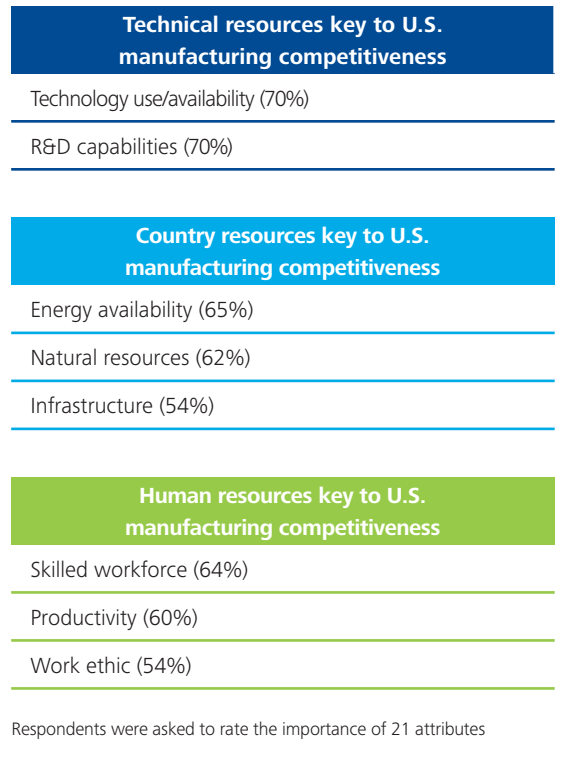 Technical resources key to U.S.
manufacturing competitiveness
Technology use/availability (70%)
R&D capabilities (70%)
Country resources key to U.S.
manufacturing competitiveness
Energy availability (65%)
Natural resources (62%)
Infrastructure (54%)
Human resources key to U.S.
manufacturing competitiveness
Skilled workforce (64%)
Productivity (60%)
Work ethic (54%)
Respondents were asked to rate the importance of 21 attributes